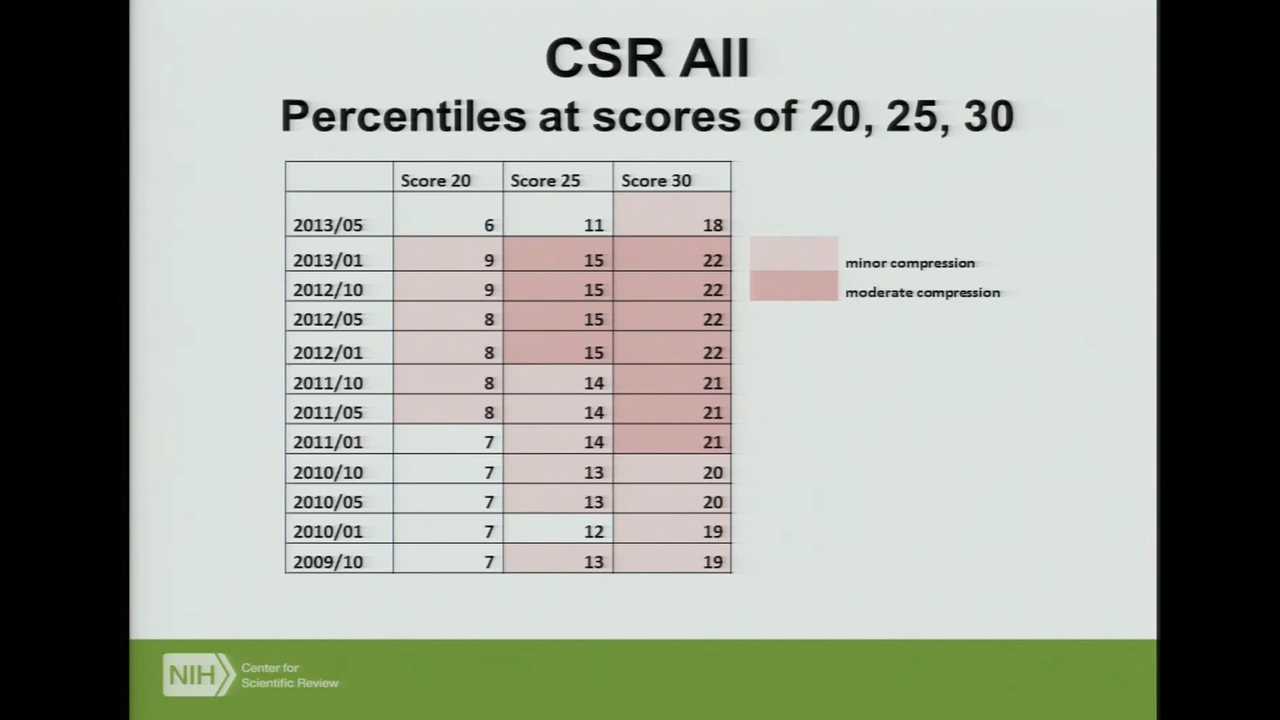 CSR All
Percentiles at scores of 20, 25, 30
Score 20 Score 25 Score 30
2013/05 6 11 18
2013/01 9 15 22
2012/10 9 15 22
2012/05 8 15 22
2012/01 8 15 22
2011/10 8 14 21
2011/05 8 14 21
2011/01 7 14 21
2010/10 7 13 20
2010/05 7 13 20
2010/01 7 12 19
2009/10 7 13 19
minor compression
moderate compression
NIH
Center for
Scientific Review